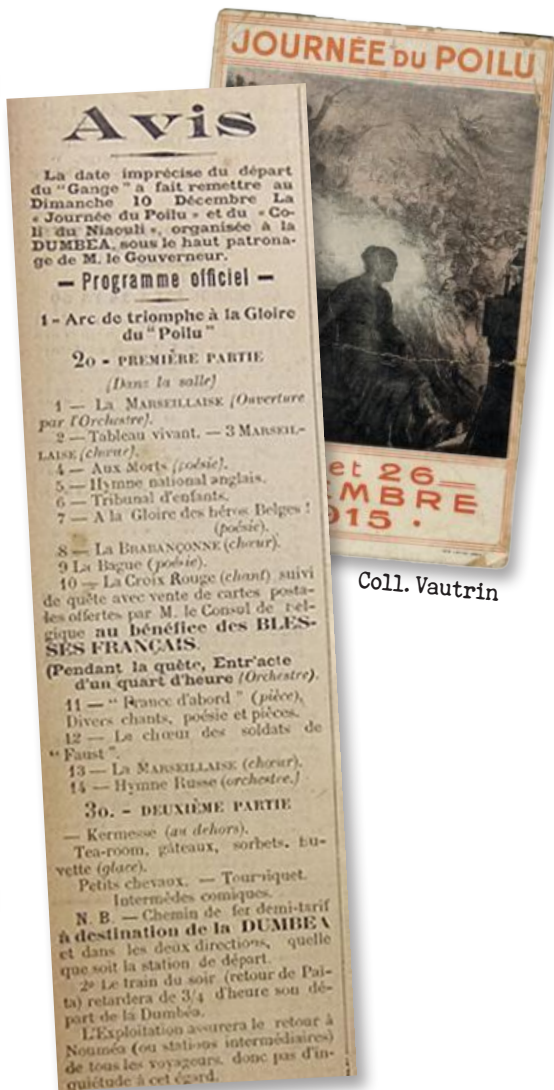 JOURNÉE DU POILU
et 26
MBRE
915 .
Coll. Vautrin
Avis
La date imprécise du départ
du "Gange" a fait remettre au
Dimanche 10 Décembre La
« Journée du Poilu » et du « Co-
li du Niaouli », organisée à la
DUMBEA, sous le haut patrona-
ge de M. le Gouverneur.
— Programme officiel —
1 - Arc de triomphe à la Gloire
du "Poilu"
2o - PREMIÈRE PARTIE
(Dans la salle)
1 — La MARSEILLAISE (Ouverture
par l'Orchestre).
2 — Tableau vivant. — 3 MARSEIL-
LAISE (chœur).
4 — Aux Morts (poésie).
5 — Hymne national anglais.
6 — Tribunal d'enfants.
7 — A la Gloire des héros Belges !
(poésie).
8 — La BRABANÇONNE (chœur).
9 La Bague (poésie).
10 — La Croix Rouge (chant) suivi
de quête avec vente de cartes posta-
les offertes par M. le Consul de Bel-
gique au bénéfice des BLES-
SÉS FRANÇAIS.
(Pendant la quête, Entr'acte
d'un quart d'heure (Orchestre).
11 — "France d'abord" (pièce),
Divers chants, poésie et pièces.
12 — Le chœur des soldats de
"Faust".
13 — La MARSEILLAISE (chœur).
14 — Hymne Russe (orchestre.)
3o. - DEUXIÈME PARTIE
— Kermesse (au dehors).
Tea-room, gâteaux, sorbets. bu-
vette (glace).
Petits chevaux. — Tourniquet.
Intermèdes comiques.
N. B. — Chemin de fer demi-tarif
à destination de la DUMBEA
et dans les deux directions, quelle
que soit la station de départ.
2o Le train du soir (retour de Paï-
ta) retardera de 3/4 d'heure son dé-
part de la Dumbéa.
L'Exploitation assurera le retour à
Nouméa (ou stations intermédiaires)
de tous les voyageurs, donc pas d'in-
quiétude à cet égard.